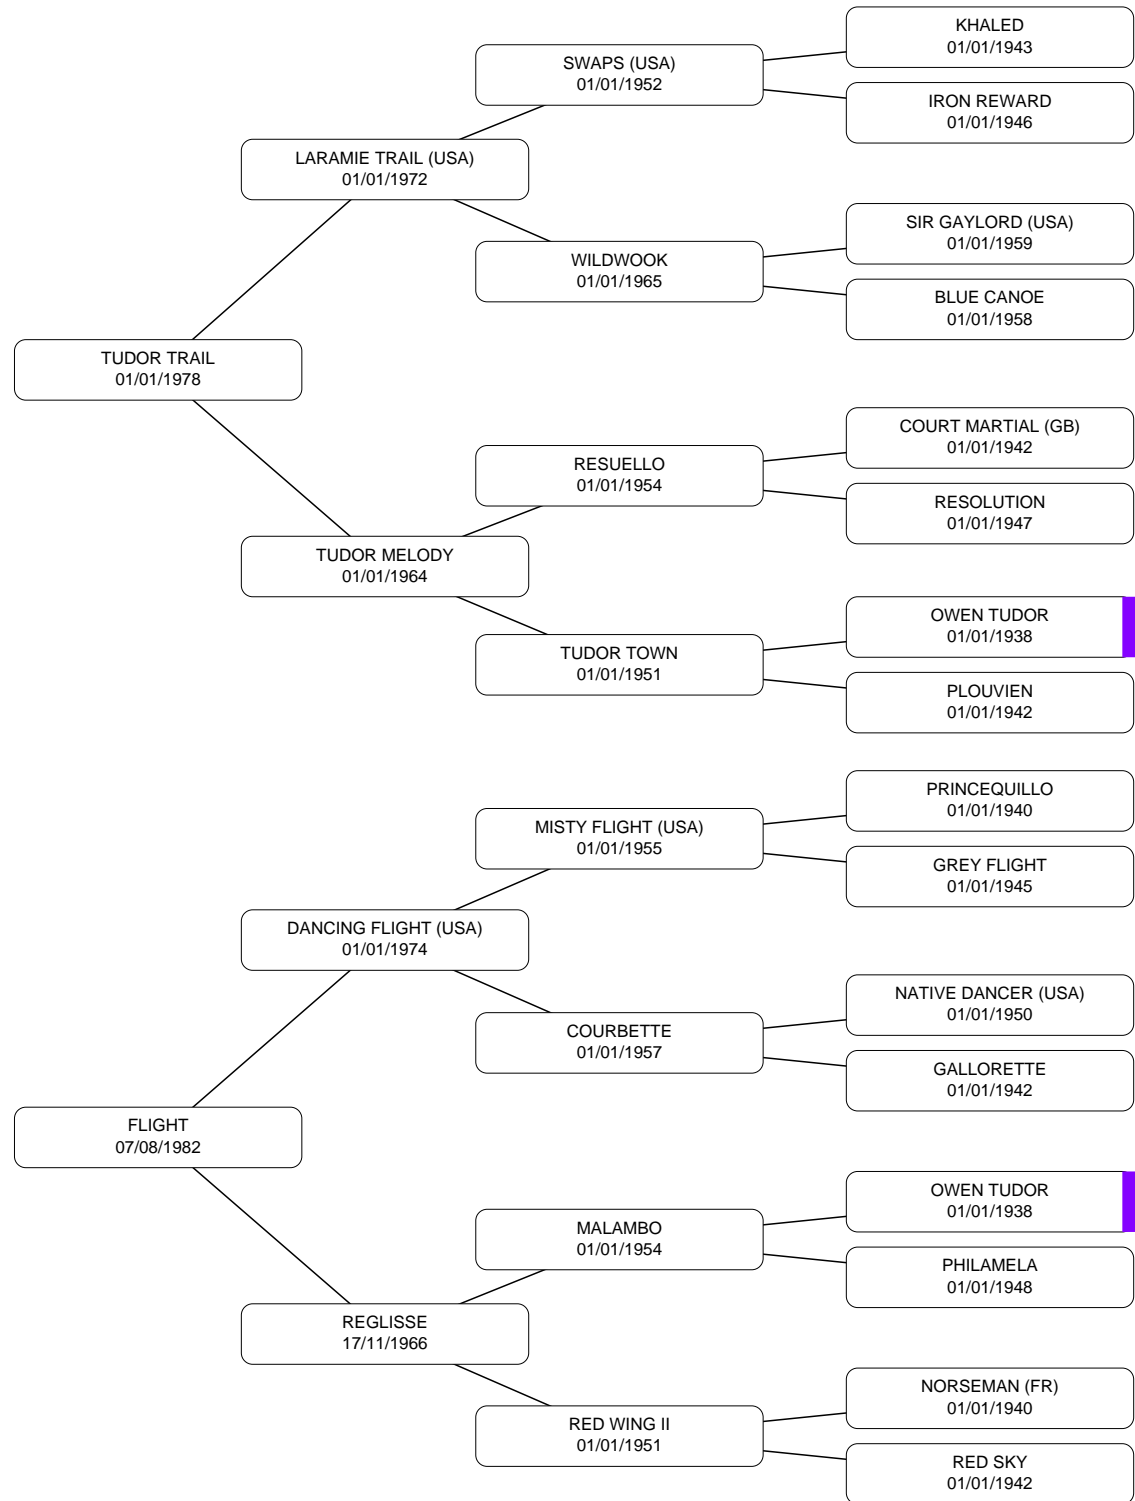 KHALED
01/01/1943
SWAPS (USA)
01/01/1952
IRON REWARD
01/01/1946
LARAMIE TRAIL (USA)
01/01/1972
SIR GAYLORD (USA)
01/01/1959
WILDWOOK
01/01/1965
BLUE CANOE
01/01/1958
TUDOR TRAIL
01/01/1978
COURT MARTIAL (GB)
01/01/1942
RESUELLO
01/01/1954
RESOLUTION
01/01/1947
TUDOR MELODY
01/01/1964
OWEN TUDOR
01/01/1938
TUDOR TOWN
01/01/1951
PLOUVIEN
01/01/1942
PRINCEQUILLO
01/01/1940
MISTY FLIGHT (USA)
01/01/1955
GREY FLIGHT
01/01/1945
DANCING FLIGHT (USA)
01/01/1974
NATIVE DANCER (USA)
01/01/1950
COURBETTE
01/01/1957
GALLORETTE
01/01/1942
FLIGHT
07/08/1982
OWEN TUDOR
01/01/1938
MALAMBO
01/01/1954
PHILAMELA
01/01/1948
REGLISSE
17/11/1966
NORSEMAN (FR)
01/01/1940
RED WING II
01/01/1951
RED SKY
01/01/1942